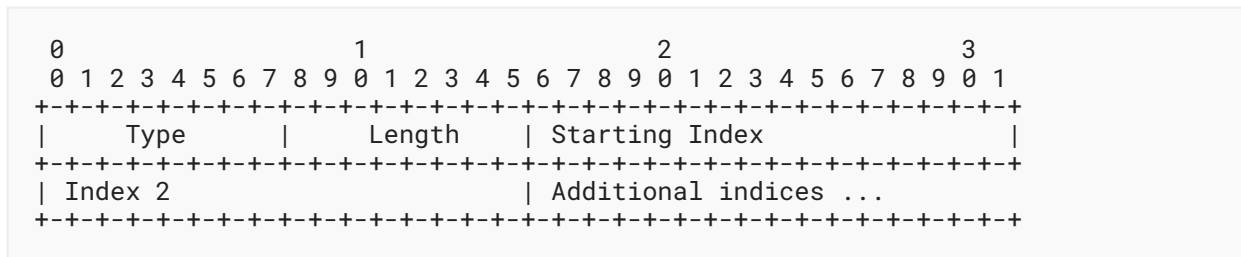 0                   1                   2                   3
 0 1 2 3 4 5 6 7 8 9 0 1 2 3 4 5 6 7 8 9 0 1 2 3 4 5 6 7 8 9 0 1
+-+-+-+-+-+-+-+-+-+-+-+-+-+-+-+-+-+-+-+-+-+-+-+-+-+-+-+-+-+-+-+-+
|     Type      |     Length    | Starting Index                |
+-+-+-+-+-+-+-+-+-+-+-+-+-+-+-+-+-+-+-+-+-+-+-+-+-+-+-+-+-+-+-+-+
| Index 2                       | Additional indices ...
+-+-+-+-+-+-+-+-+-+-+-+-+-+-+-+-+-+-+-+-+-+-+-+-+-+-+-+-+-+-+-+-+